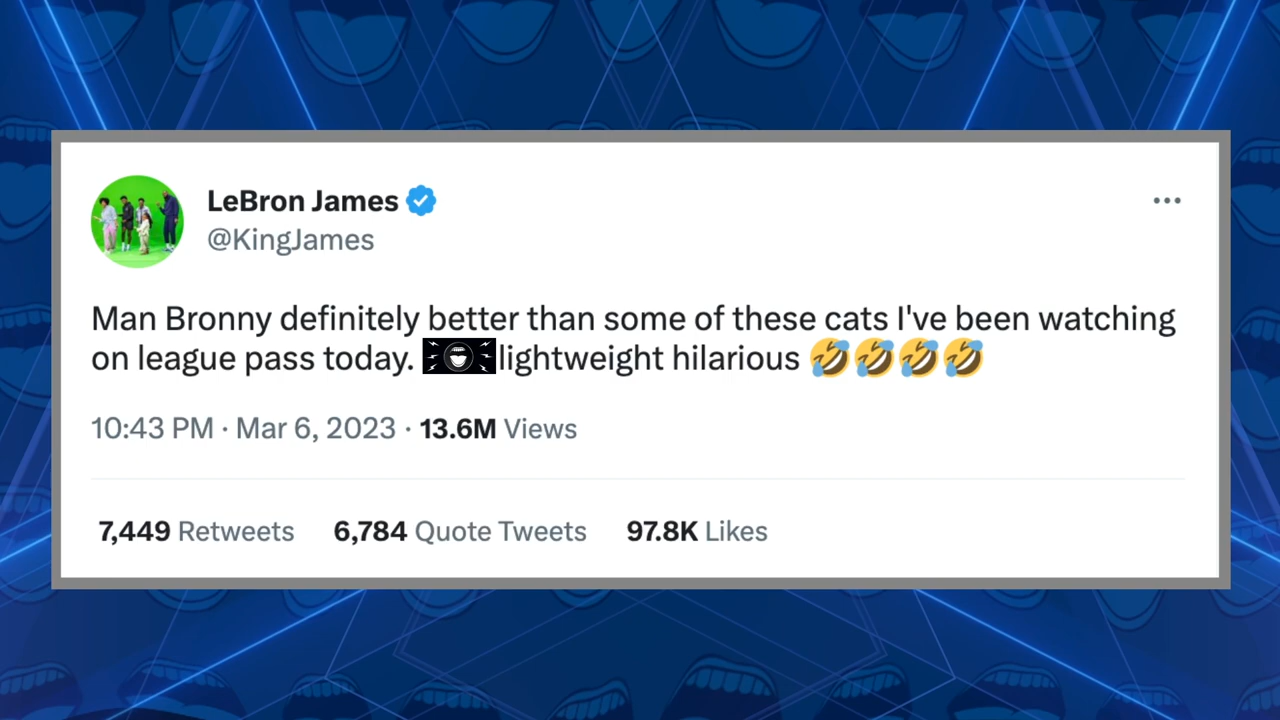 LeBron James
@KingJames
Man Bronny definitely better than some of these cats I've been watching
on league pass today. lightweight hilarious 🤣🤣🤣🤣
10:43 PM · Mar 6, 2023 · 13.6M Views
7,449 Retweets 6,784 Quote Tweets 97.8K Likes